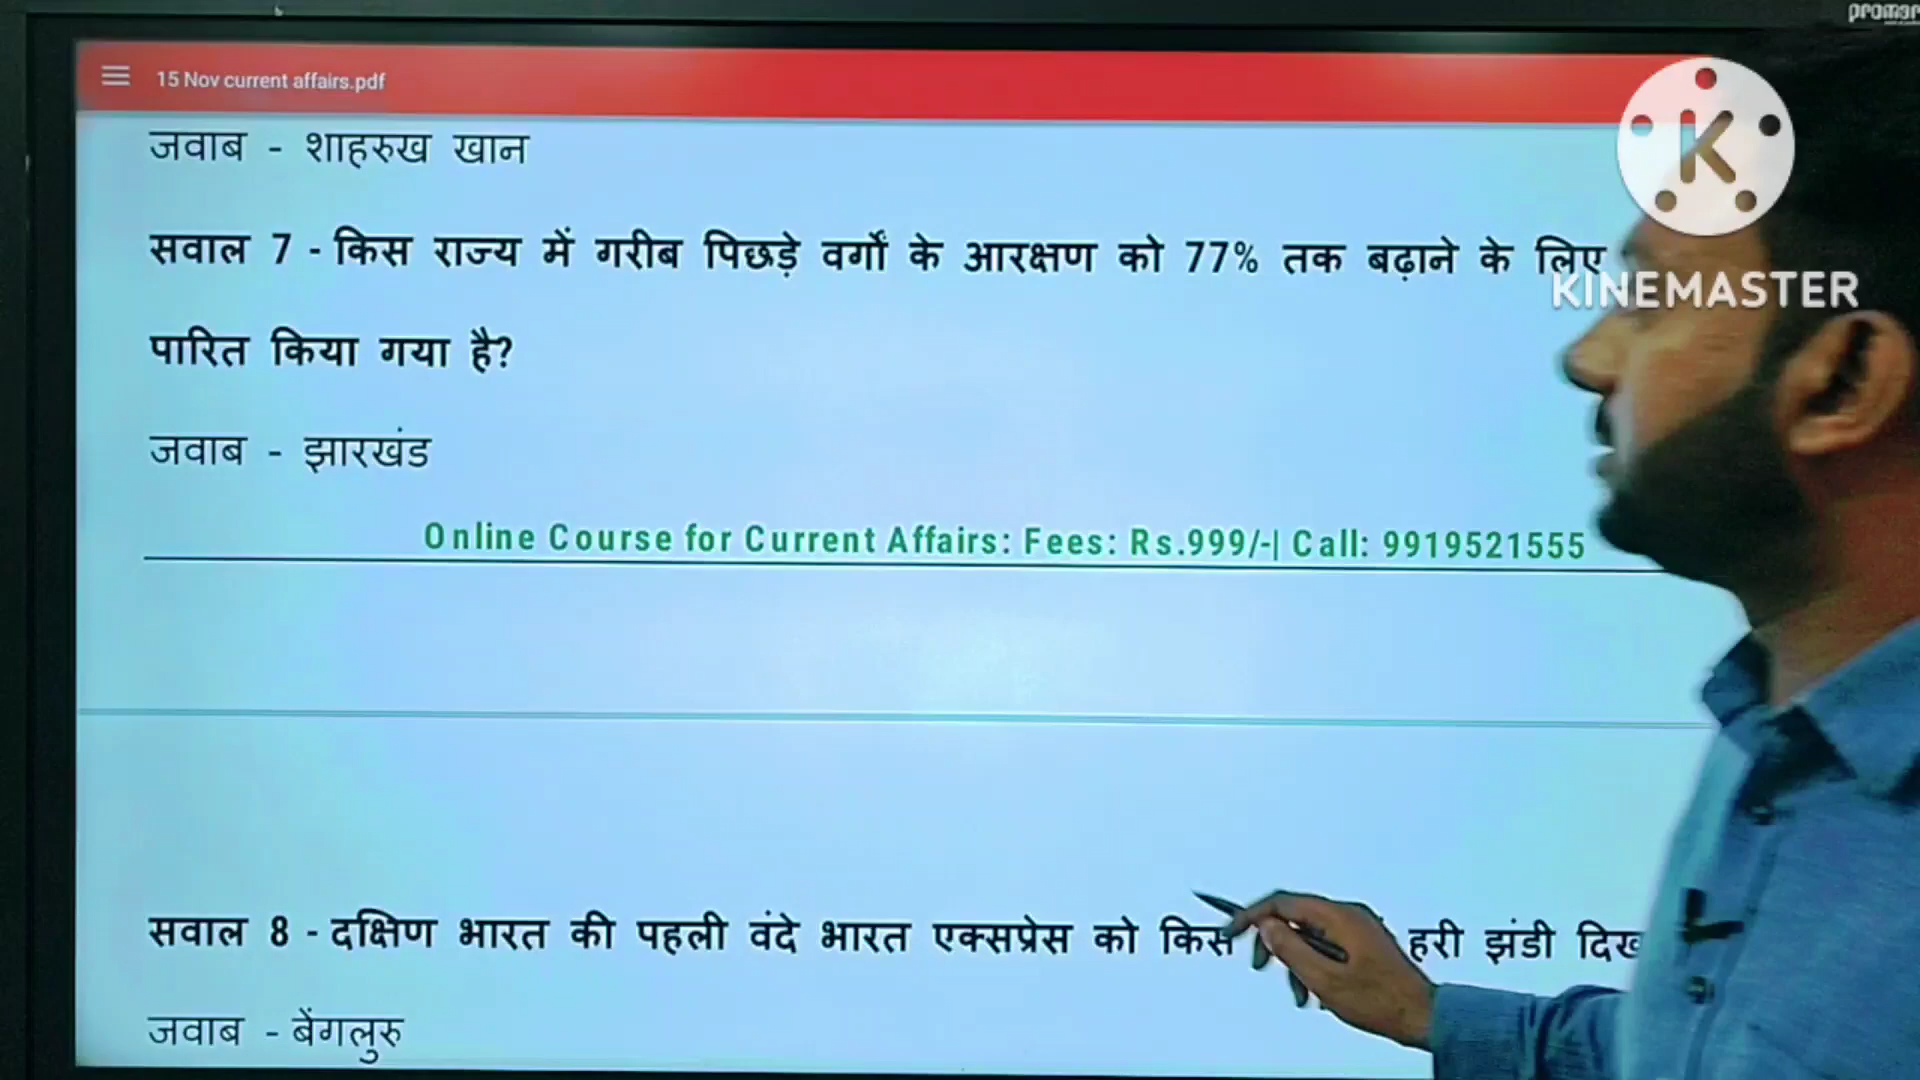 promar
15 Nov current affairs.pdf
जवाब - शाहरुख खान
सवाल 7 - किस राज्य में गरीब पिछड़े वर्गों के आरक्षण को 77% तक बढ़ाने के लिए
KINEMASTER
पारित किया गया है?
जवाब - झारखंड
Online Course for Current Affairs: Fees: Rs.999/-| Call: 9919521555
सवाल 8 - दक्षिण भारत की पहली वंदे भारत एक्सप्रेस को किस हरी झंडी
जवाब - बेंगलुरु